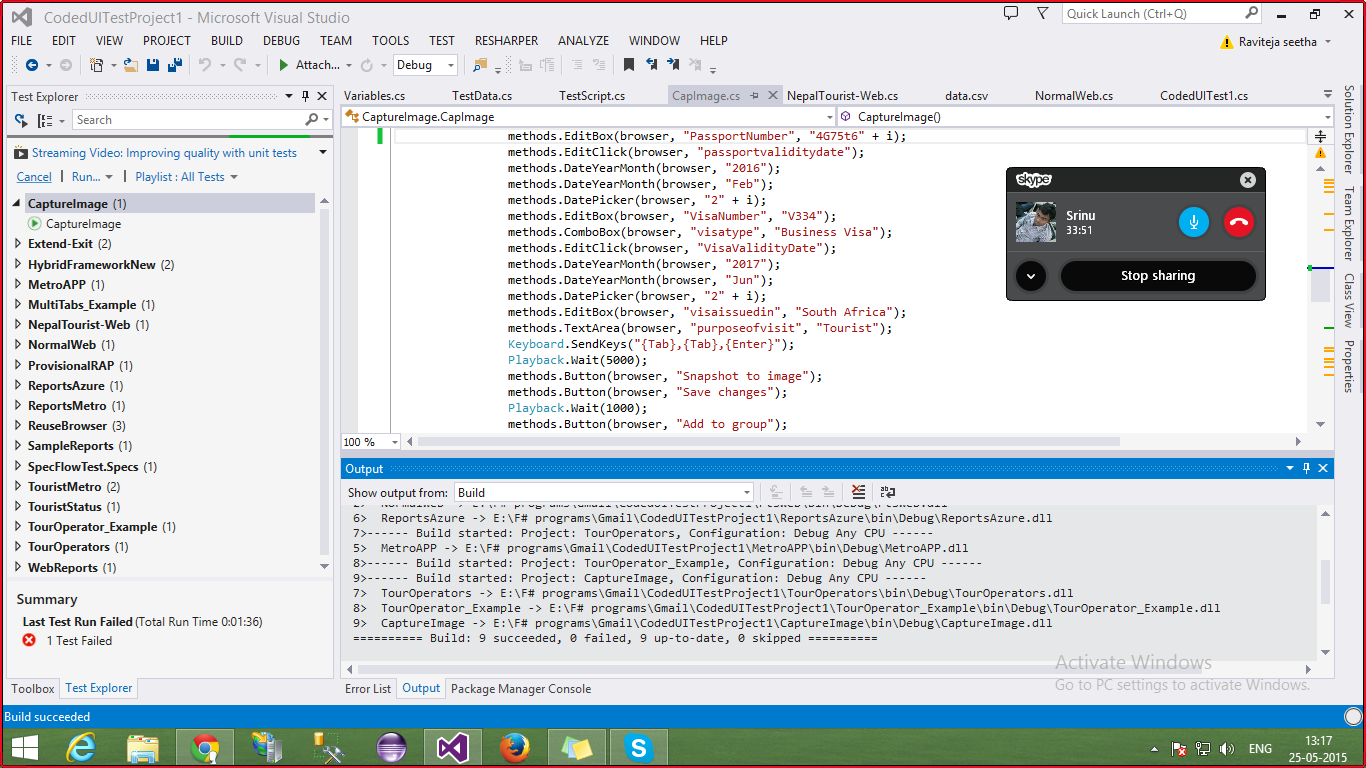 CodedUITestProject1 - Microsoft Visual Studio
Quick Launch (Ctrl+Q)
FILE EDIT VIEW PROJECT BUILD DEBUG TEAM TOOLS TEST RESHARPER ANALYZE WINDOW HELP
Raviteja seetha
Attach...
Debug
Test Explorer
Search
Streaming Video: Improving quality with unit tests
Cancel | Run... | Playlist : All Tests
CaptureImage (1)
CaptureImage
Extend-Exit (2)
HybridFrameworkNew (2)
MetroAPP (1)
MultiTabs_Example (1)
NepalTourist-Web (1)
NormalWeb (1)
ProvisionalRAP (1)
ReportsAzure (1)
ReportsMetro (1)
ReuseBrowser (3)
SampleReports (1)
SpecFlowTest.Specs (1)
TouristMetro (2)
TouristStatus (1)
TourOperator_Example (1)
TourOperators (1)
WebReports (1)
Summary
Last Test Run Failed (Total Run Time 0:01:36)
1 Test Failed
Toolbox Test Explorer
Variables.cs TestData.cs TestScript.cs CapImage.cs NepalTourist-Web.cs data.csv NormalWeb.cs CodedUITest1.cs
CaptureImage.CapImage
CaptureImage()
methods.EditBox(browser, "PassportNumber", "4G75t6" + i);
methods.EditClick(browser, "passportvaliditydate");
methods.DateYearMonth(browser, "2016");
methods.DateYearMonth(browser, "Feb");
methods.DatePicker(browser, "2" + i);
methods.EditBox(browser, "VisaNumber", "V334");
methods.ComboBox(browser, "visatype", "Business Visa");
methods.EditClick(browser, "VisaValidityDate");
methods.DateYearMonth(browser, "2017");
methods.DateYearMonth(browser, "Jun");
methods.DatePicker(browser, "2" + i);
methods.EditBox(browser, "visaissuedin", "South Africa");
methods.TextArea(browser, "purposeofvisit", "Tourist");
Keyboard.SendKeys("{Tab},{Tab},{Enter}");
Playback.Wait(5000);
methods.Button(browser, "Snapshot to image");
methods.Button(browser, "Save changes");
Playback.Wait(1000);
methods.Button(browser, "Add to group");
100 %
skype
Srinu
33:51
Stop sharing
Solution Explorer
Team Explorer
Class View
Properties
Output
Show output from: Build
6> ReportsAzure -> E:\F# programs\Gmail\CodedUITestProject1\ReportsAzure\bin\Debug\ReportsAzure.dll
7>------ Build started: Project: TourOperators, Configuration: Debug Any CPU ------
5> MetroAPP -> E:\F# programs\Gmail\CodedUITestProject1\MetroAPP\bin\Debug\MetroAPP.dll
8>------ Build started: Project: TourOperator_Example, Configuration: Debug Any CPU ------
9>------ Build started: Project: CaptureImage, Configuration: Debug Any CPU ------
7> TourOperators -> E:\F# programs\Gmail\CodedUITestProject1\TourOperators\bin\Debug\TourOperators.dll
8> TourOperator_Example -> E:\F# programs\Gmail\CodedUITestProject1\TourOperator_Example\bin\Debug\TourOperator_Example.dll
9> CaptureImage -> E:\F# programs\Gmail\CodedUITestProject1\CaptureImage\bin\Debug\CaptureImage.dll
========== Build: 9 succeeded, 0 failed, 9 up-to-date, 0 skipped ==========
Activate Windows
Go to PC settings to activate Windows.
Error List Output Package Manager Console
Build succeeded
ENG
13:17
25-05-2015